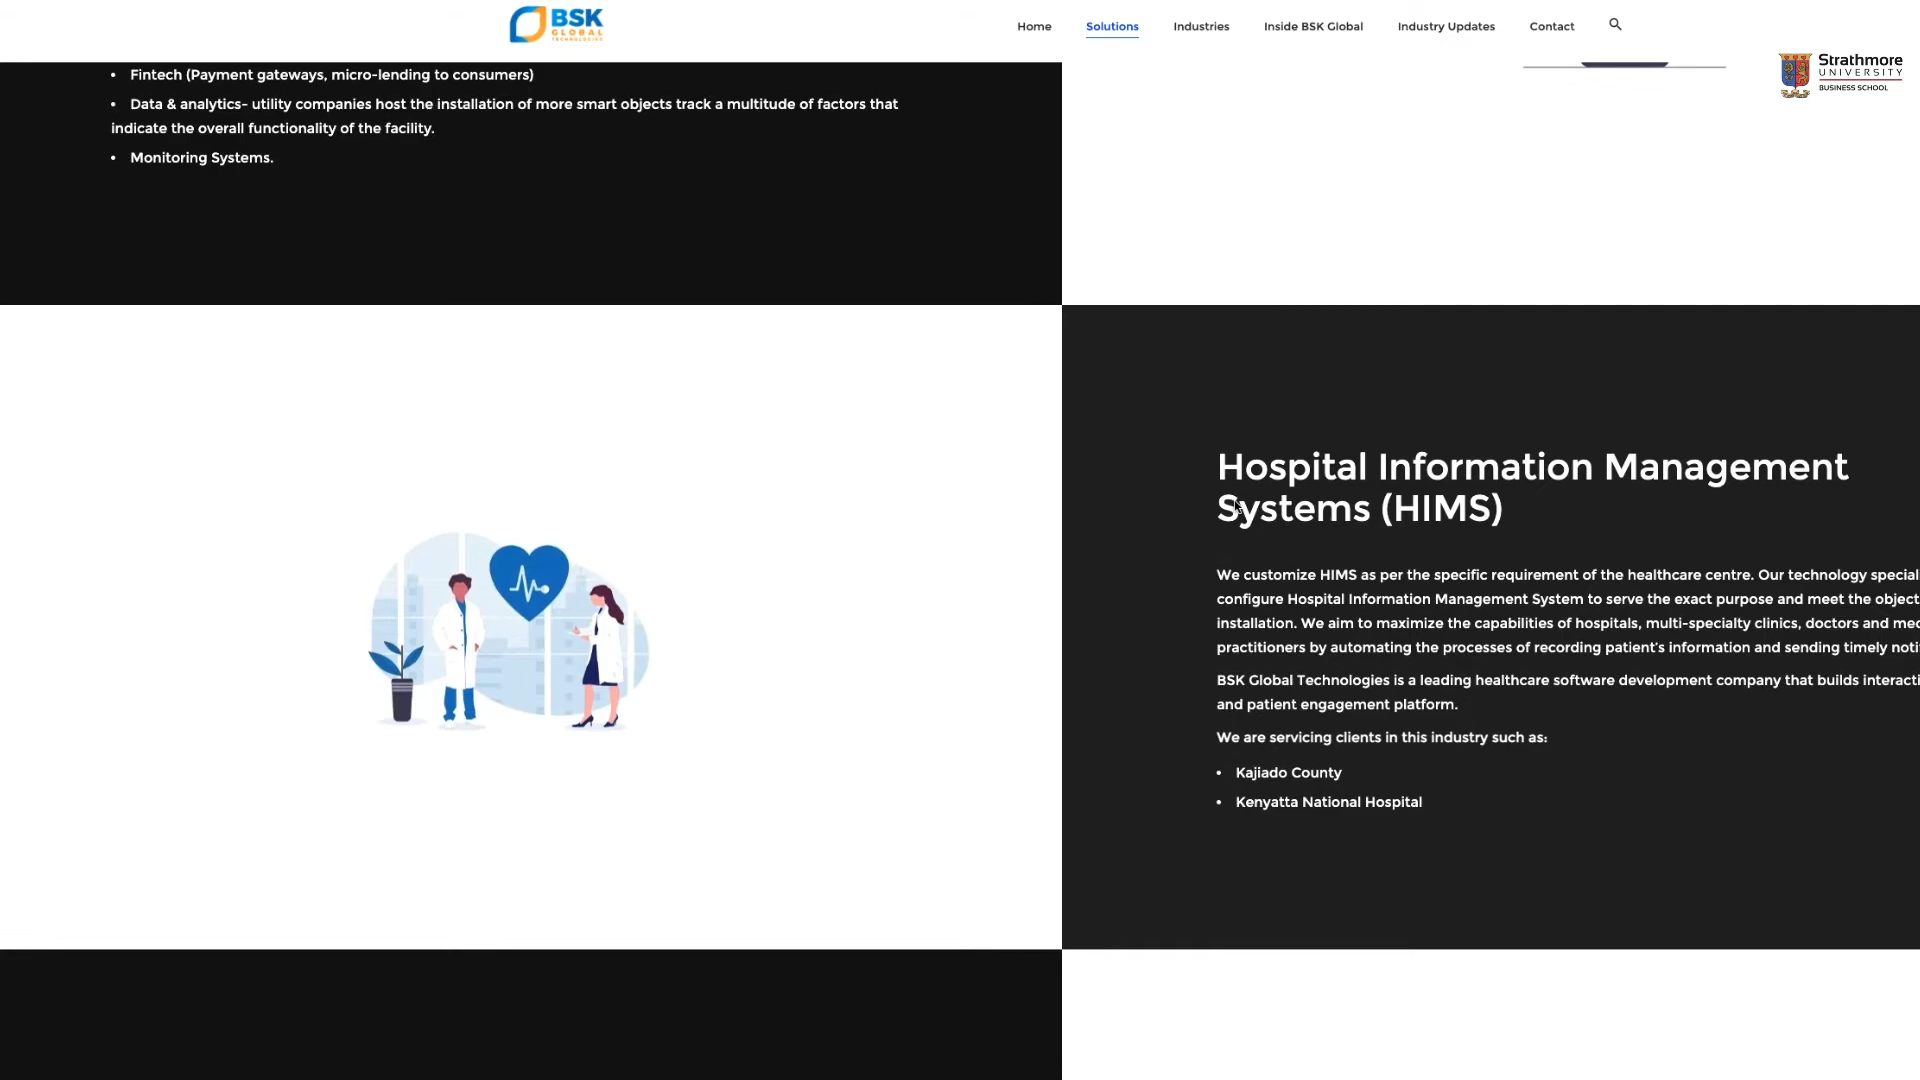 BSK
GLOBAL
TECHNOLOGIES
Home
Solutions
Industries
Inside BSK Global
Industry Updates
Contact
Strathmore
UNIVERSITY
BUSINESS SCHOOL
• Fintech (Payment gateways, micro-lending to consumers)
• Data & analytics- utility companies host the installation of more smart objects track a multitude of factors that
indicate the overall functionality of the facility.
• Monitoring Systems.
Hospital Information Management
Systems (HIMS)
We customize HIMS as per the specific requirement of the healthcare centre. Our technology special
configure Hospital Information Management System to serve the exact purpose and meet the object
installation. We aim to maximize the capabilities of hospitals, multi-specialty clinics, doctors and med
practitioners by automating the processes of recording patient's information and sending timely noti
BSK Global Technologies is a leading healthcare software development company that builds interacti
and patient engagement platform.
We are servicing clients in this industry such as:
• Kajiado County
• Kenyatta National Hospital